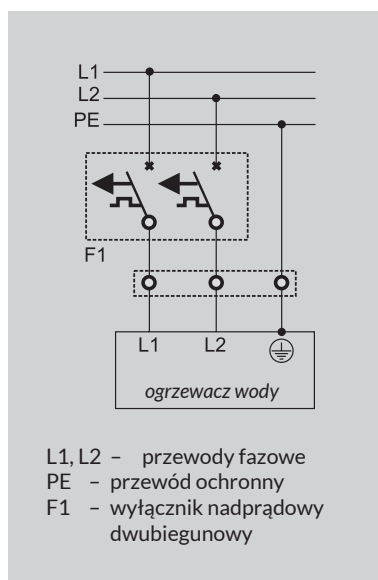 L1
L2
PE
F1
L1 L2
ogrzewacz wody
L1, L2 – przewody fazowe
PE – przewód ochronny
F1 – wyłącznik nadprądowy
dwubiegunowy